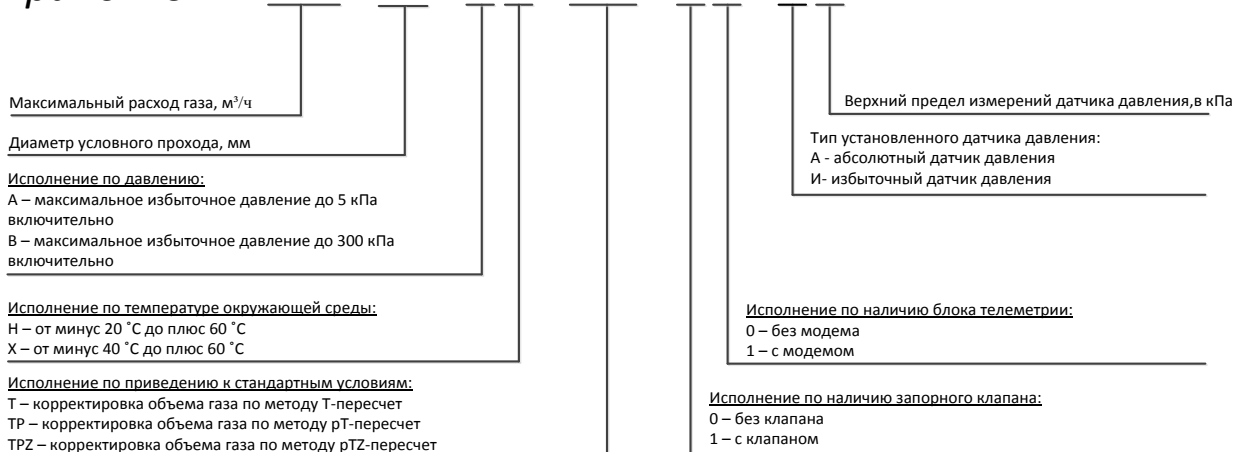 Максимальный расход газа, м³/ч
Диаметр условного прохода, мм
Исполнение по давлению:
А – максимальное избыточное давление до 5 кПа
включительно
В – максимальное избыточное давление до 300 кПа
включительно
Исполнение по температуре окружающей среды:
Н – от минус 20 ˚С до плюс 60 ˚С
Х – от минус 40 ˚С до плюс 60 ˚С
Исполнение по приведению к стандартным условиям:
Т – корректировка объема газа по методу Т-пересчет
ТР – корректировка объема газа по методу рТ-пересчет
TPZ – корректировка объема газа по методу pTZ-пересчет
Верхний предел измерений датчика давления,в кПа
Тип установленного датчика давления:
А - абсолютный датчик давления
И- избыточный датчик давления
Исполнение по наличию блока телеметрии:
0 – без модема
1 – с модемом
Исполнение по наличию запорного клапана:
0 – без клапана
1 – с клапаном